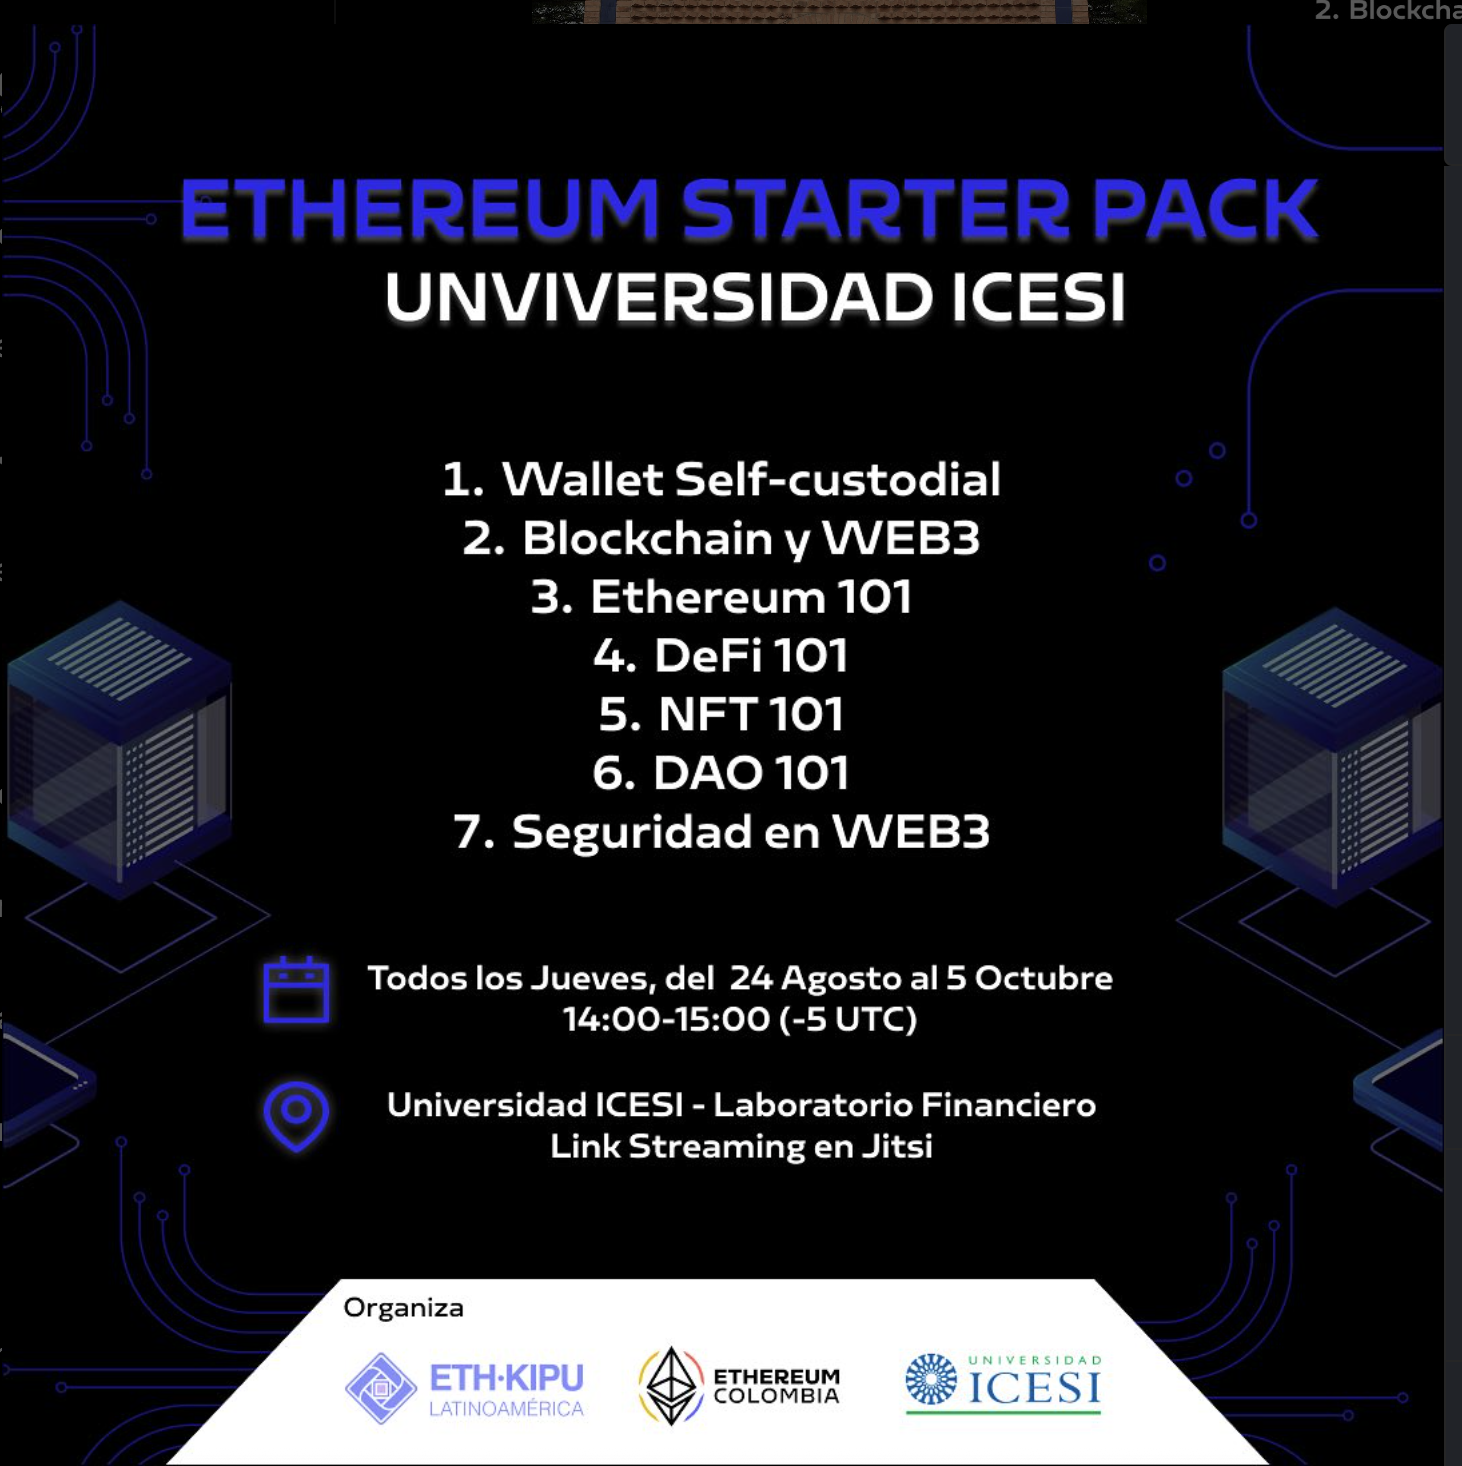 2. Blockcha
ETHEREUM STARTER PACK
UNVIVERSIDAD ICESI
1. Wallet Self-custodial
2. Blockchain y WEB3
3. Ethereum 101
4. DeFi 101
5. NFT 101
6. DAO 101
7. Seguridad en WEB3
Todos los Jueves, del 24 Agosto al 5 Octubre
14:00-15:00 (-5 UTC)
Universidad ICESI - Laboratorio Financiero
Link Streaming en Jitsi
Organiza
ETH·KIPU
LATINOAMÉRICA
ETHEREUM
COLOMBIA
UNIVERSIDAD
ICESI